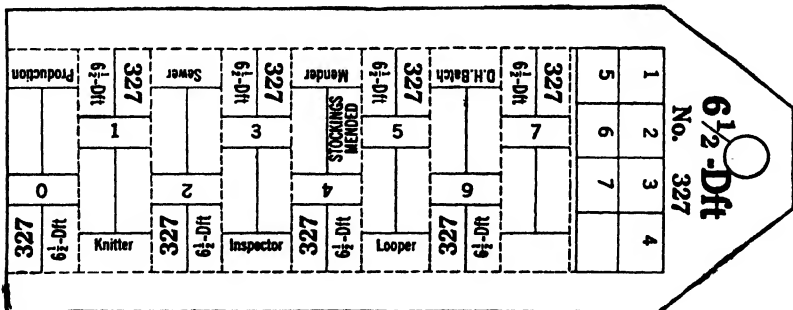 6½-Dft
No. 327
1 2 3 4
5 6 7
Production
0
327 6½-Dft
6½-Dft 327
1
Knitter
Sewer
2
327 6½-Dft
6½-Dft 327
3
Inspector
Mender
STOCKINGS
MENDED
4
327 6½-Dft
6½-Dft 327
5
Looper
D.H.Batch
6
327 6½-Dft
6½-Dft 327
7